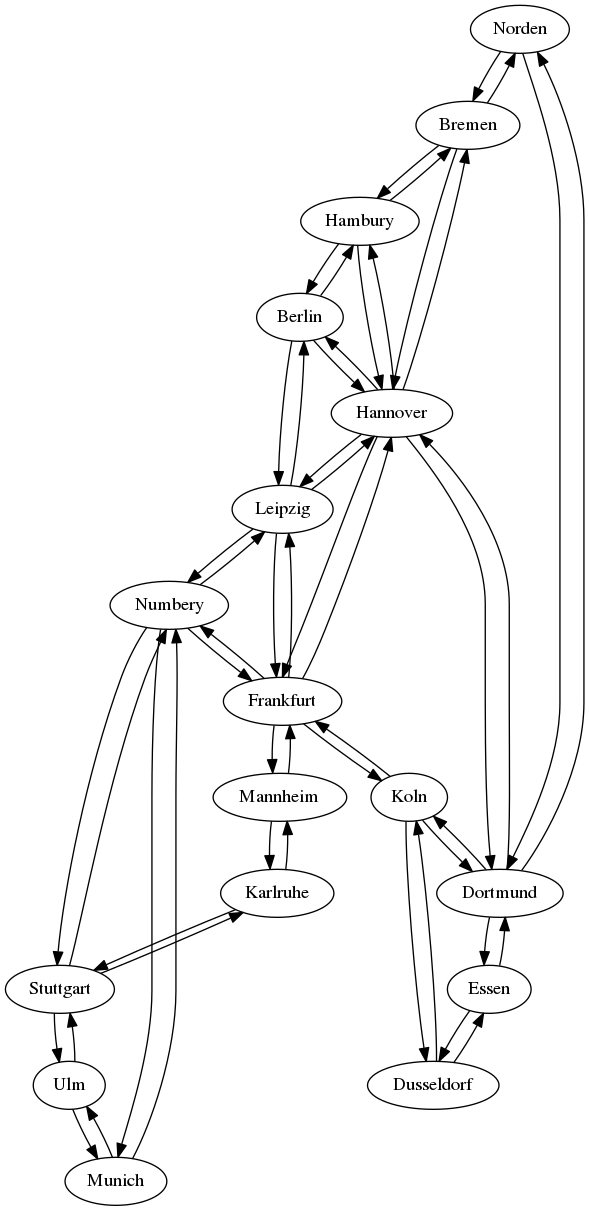 Norden
Bremen
Hambury
Berlin
Hannover
Leipzig
Numbery
Frankfurt
Mannheim
Koln
Karlruhe
Dortmund
Stuttgart
Essen
Ulm
Dusseldorf
Munich